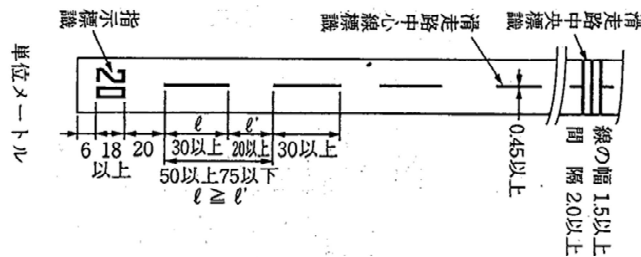 指示標識
滑走路中心線標識
滑走路中央標識
20
ℓ
ℓ'
6
18
以上
20
30以上
20以上
30以上
50以上75以下
ℓ ≧ ℓ'
0.45以上
線の幅 1.5以上
間 隔 2.0以上
単位メートル